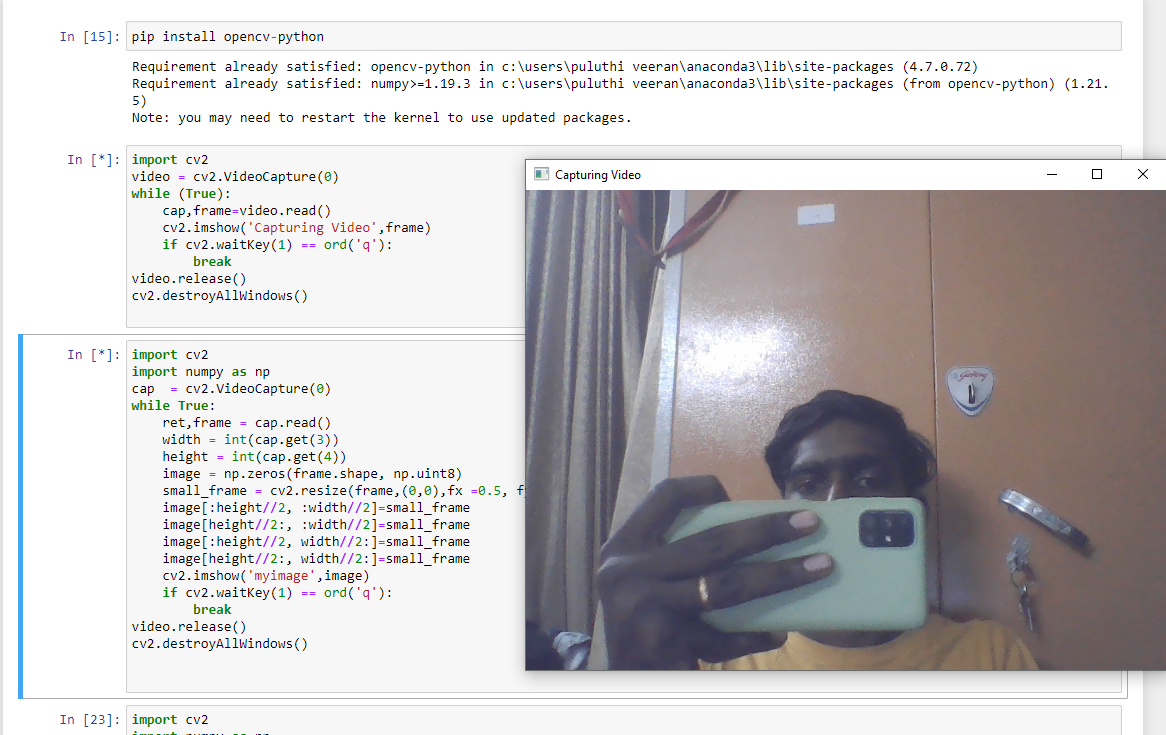 In [15]: pip install opencv-python
Requirement already satisfied: opencv-python in c:\users\puluthi veeran\anaconda3\lib\site-packages (4.7.0.72)
Requirement already satisfied: numpy>=1.19.3 in c:\users\puluthi veeran\anaconda3\lib\site-packages (from opencv-python) (1.21.
5)
Note: you may need to restart the kernel to use updated packages.
In [*]: import cv2
video = cv2.VideoCapture(0)
while (True):
    cap,frame=video.read()
    cv2.imshow('Capturing Video',frame)
    if cv2.waitKey(1) == ord('q'):
        break
video.release()
cv2.destroyAllWindows()
Capturing Video
In [*]: import cv2
import numpy as np
cap  = cv2.VideoCapture(0)
while True:
    ret,frame = cap.read()
    width = int(cap.get(3))
    height = int(cap.get(4))
    image = np.zeros(frame.shape, np.uint8)
    small_frame = cv2.resize(frame,(0,0),fx =0.5,
    image[:height//2, :width//2]=small_frame
    image[height//2:, :width//2]=small_frame
    image[:height//2, width//2:]=small_frame
    image[height//2:, width//2:]=small_frame
    cv2.imshow('myimage',image)
    if cv2.waitKey(1) == ord('q'):
        break
video.release()
cv2.destroyAllWindows()
In [23]: import cv2
import numpy as np